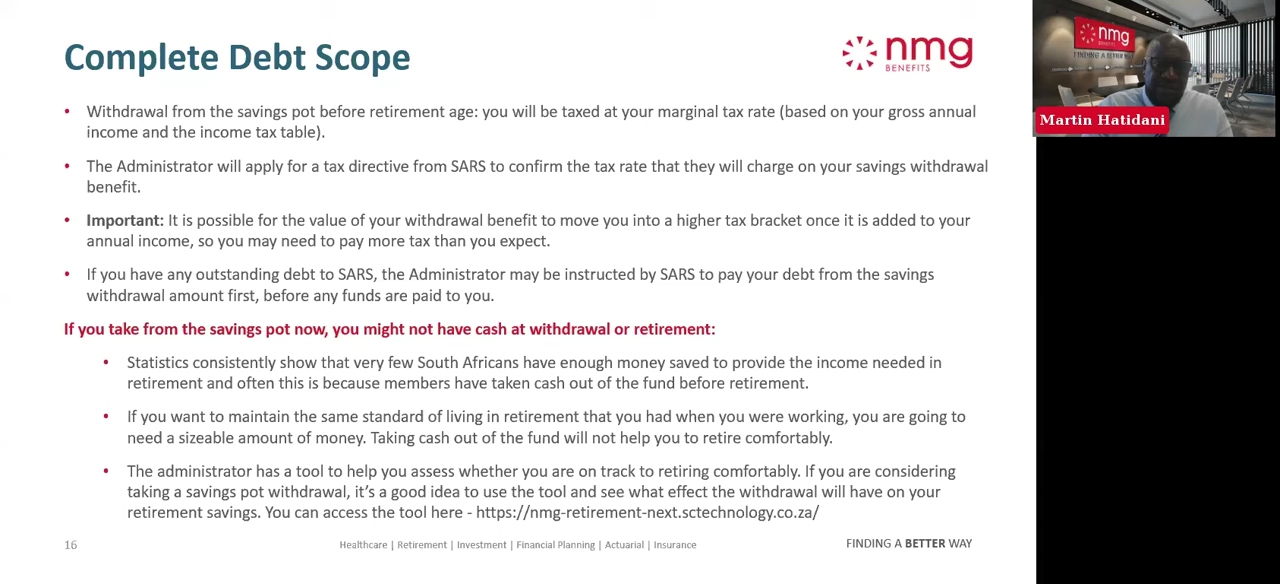 Complete Debt Scope
nmg
BENEFITS
• Withdrawal from the savings pot before retirement age: you will be taxed at your marginal tax rate (based on your gross annual
income and the income tax table).
• The Administrator will apply for a tax directive from SARS to confirm the tax rate that they will charge on your savings withdrawal
benefit.
• Important: It is possible for the value of your withdrawal benefit to move you into a higher tax bracket once it is added to your
annual income, so you may need to pay more tax than you expect.
• If you have any outstanding debt to SARS, the Administrator may be instructed by SARS to pay your debt from the savings
withdrawal amount first, before any funds are paid to you.
If you take from the savings pot now, you might not have cash at withdrawal or retirement:
• Statistics consistently show that very few South Africans have enough money saved to provide the income needed in
retirement and often this is because members have taken cash out of the fund before retirement.
• If you want to maintain the same standard of living in retirement that you had when you were working, you are going to
need a sizeable amount of money. Taking cash out of the fund will not help you to retire comfortably.
• The administrator has a tool to help you assess whether you are on track to retiring comfortably. If you are considering
taking a savings pot withdrawal, it’s a good idea to use the tool and see what effect the withdrawal will have on your
retirement savings. You can access the tool here - https://nmg-retirement-next.sctechnology.co.za/
16
Healthcare | Retirement | Investment | Financial Planning | Actuarial | Insurance
FINDING A BETTER WAY
nmg
BENEFITS
FINDING A BETTER WAY
Martin Hatidani